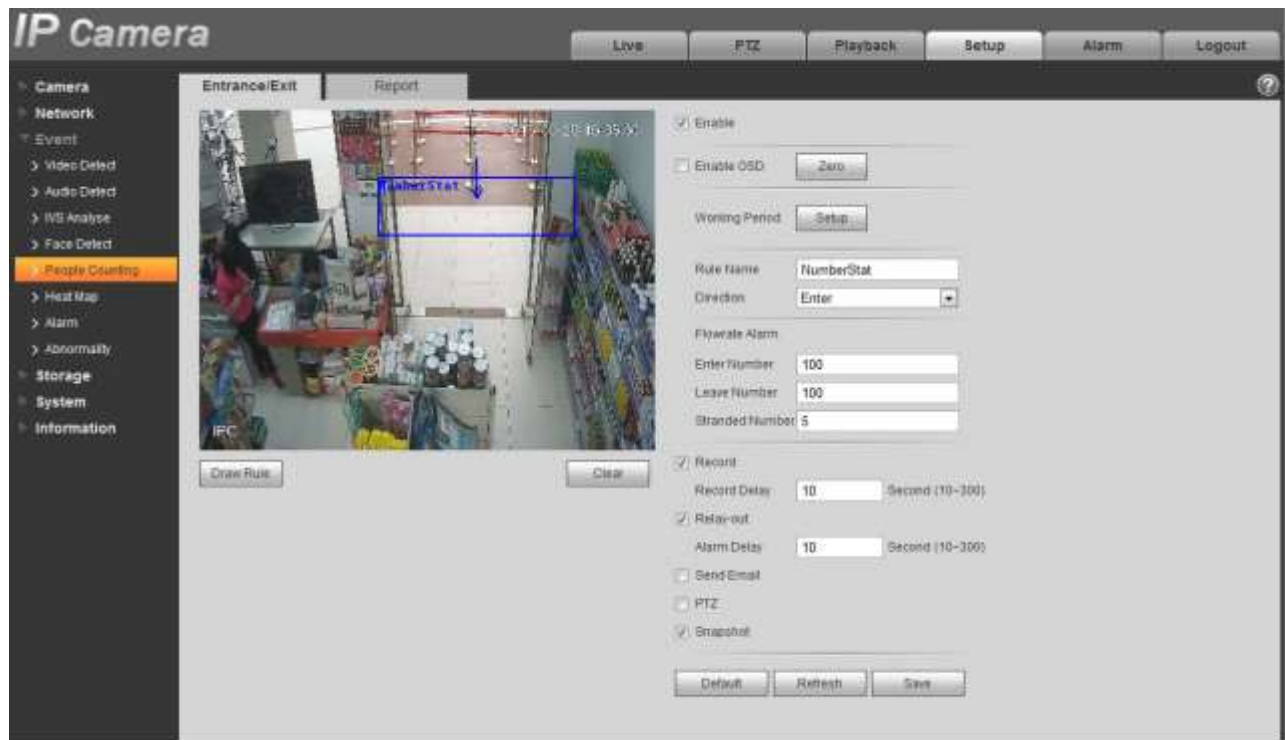 IP Camera
Live
PTZ
Playback
Setup
Alarm
Logout
Camera
Network
Event
Video Detect
Audio Detect
IVS Analyse
Face Detect
People Counting
Heat Map
Alarm
Abnormality
Storage
System
Information
Entrance/Exit
Report
NumberStat
IPC
Draw Rule
Clear
Enable
Enable OSD
Zero
Working Period
Setup
Rule Name
NumberStat
Direction
Enter
Flowrate Alarm
Enter Number
100
Leave Number
100
Stranded Number
5
Record
Record Delay
10
Second (10~300)
Relay-out
Alarm Delay
10
Second (10~300)
Send Email
PTZ
Snapshot
Default
Refresh
Save